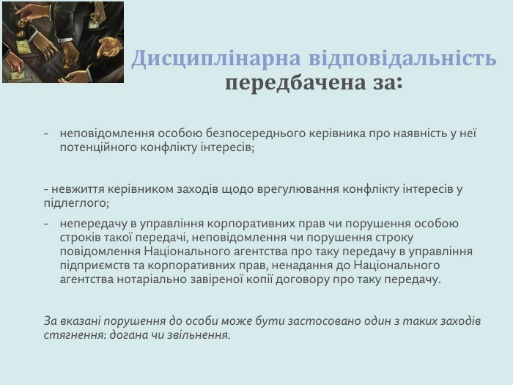 Дисциплінарна відповідальність
передбачена за:
- неповідомлення особою безпосереднього керівника про наявність у неї
потенційного конфлікту інтересів;
- невжиття керівником заходів щодо врегулювання конфлікту інтересів у
підлеглого;
- непередачу в управління корпоративних прав чи порушення особою
строків такої передачі, неповідомлення чи порушення строку
повідомлення Національного агентства про таку передачу в управління
підприємств та корпоративних прав, ненадання до Національного
агентства нотаріально завіреної копії договору про таку передачу.
За вказані порушення до особи може бути застосовано один з таких заходів
стягнення: догана чи звільнення.